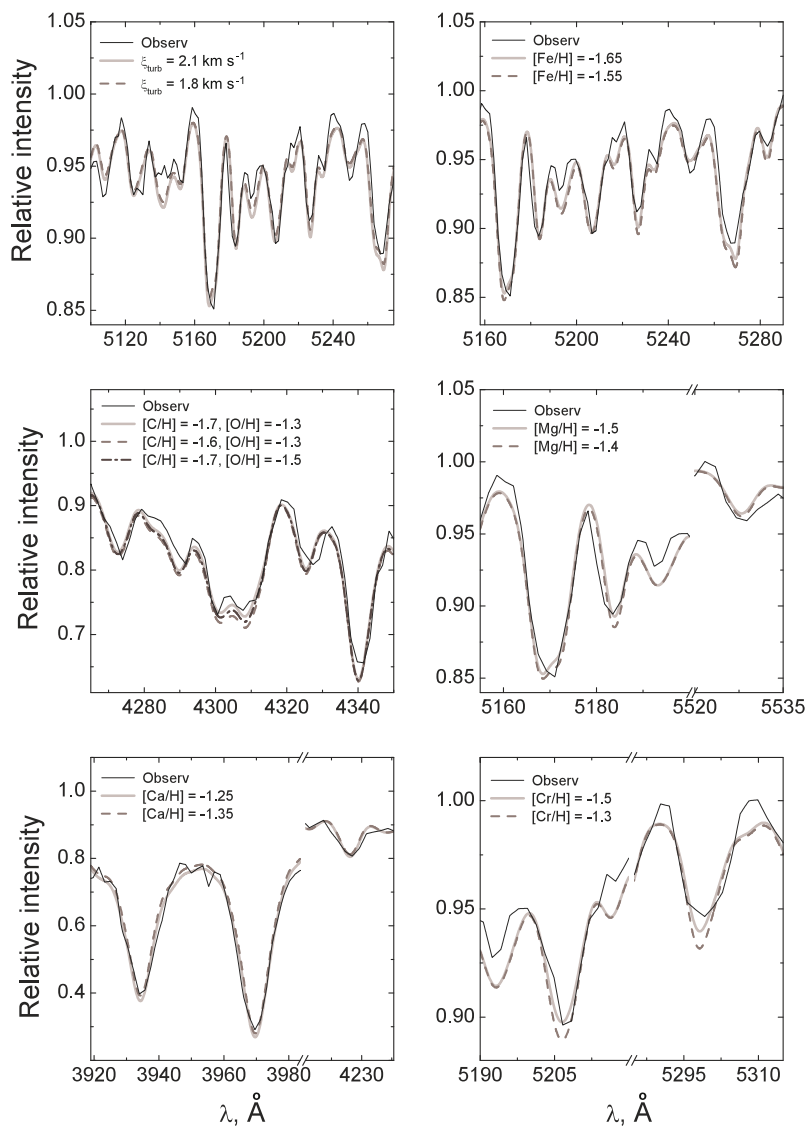 Observ
ξturb = 2.1 km s-1
ξturb = 1.8 km s-1
1.05
1.00
0.95
0.90
0.85
Relative intensity
5120 5160 5200 5240
Observ
[Fe/H] = -1.65
[Fe/H] = -1.55
1.05
1.00
0.95
0.90
0.85
5160 5200 5240 5280
Observ
[C/H] = -1.7, [O/H] = -1.3
[C/H] = -1.6, [O/H] = -1.3
[C/H] = -1.7, [O/H] = -1.5
1.0
0.9
0.8
0.7
Relative intensity
4280 4300 4320 4340
Observ
[Mg/H] = -1.5
[Mg/H] = -1.4
1.05
1.00
0.95
0.90
0.85
5160 5180 5520 5535
Observ
[Ca/H] = -1.25
[Ca/H] = -1.35
1.0
0.8
0.6
0.4
Relative intensity
3920 3940 3960 3980 4230
λ, Å
Observ
[Cr/H] = -1.5
[Cr/H] = -1.3
1.00
0.95
0.90
5190 5205 5295 5310
λ, Å